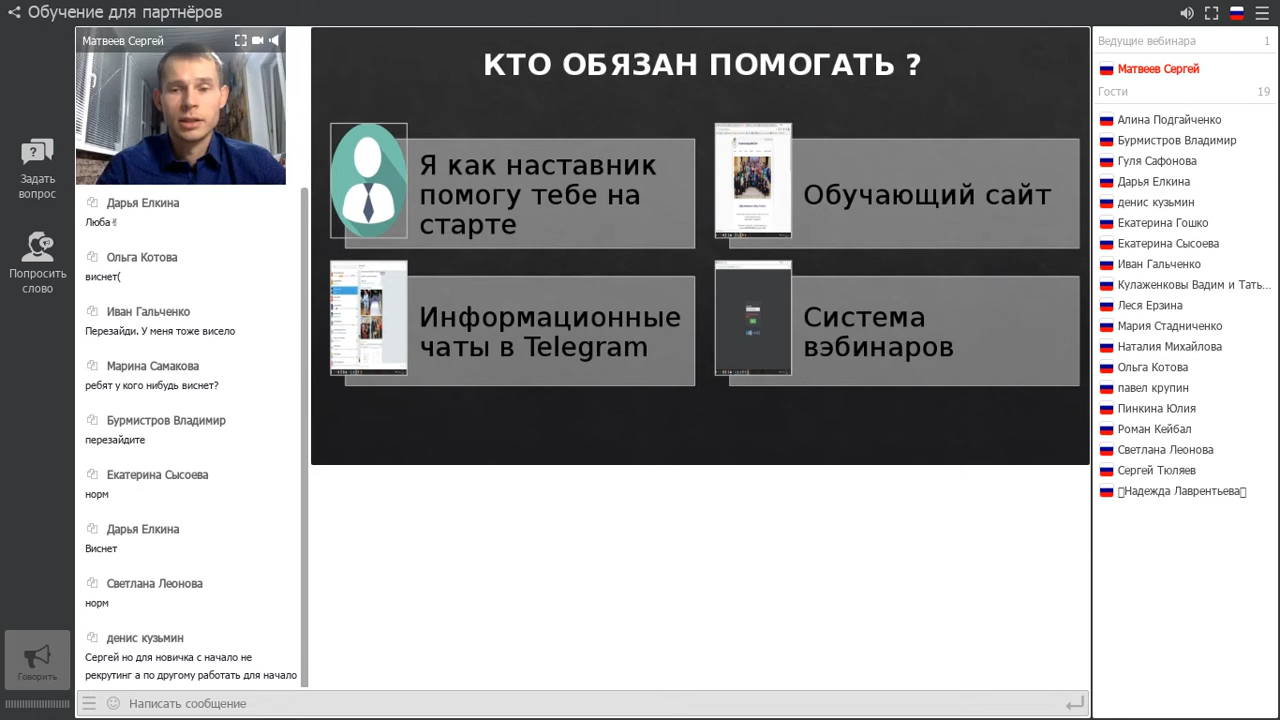 Обучение для партнёров
Матвеев Сергей
Задать
вопрос
Попросить
слово
Говорить
Дарья Елкина
Люба✌
Ольга Котова
виснет(
Иван Гальченко
Перезайди. У меня тоже висело
Марина Самакова
ребят у кого нибудь виснет?
Бурмистров Владимир
перезайдите
Екатерина Сысоева
норм
Дарья Елкина
Виснет
Светлана Леонова
норм
денис кузьмин
Сергей но для новичка с начало не
рекрутинг а по другому работать для начало
Написать сообщение
КТО ОБЯЗАН ПОМОГАТЬ ?
Я как наставник
помогу тебе на
старте
Обучающий сайт
Информационны
чаты в Telegram
Система
вэбинаров
Ведущие вебинара 1
Матвеев Сергей
Гости 19
Алина Подгайченко
Бурмистров Владимир
Гуля Сафонова
Дарья Елкина
денис кузьмин
Екатерина Кошко
Екатерина Сысоева
Иван Гальченко
Кулаженковы Вадим и Тать...
Леся Ерзина
Мария Стадниченко
Наталия Михайлова
Ольга Котова
павел крупин
Пинкина Юлия
Роман Кейбал
Светлана Леонова
Сергей Тюляев
Надежда Лаврентьева